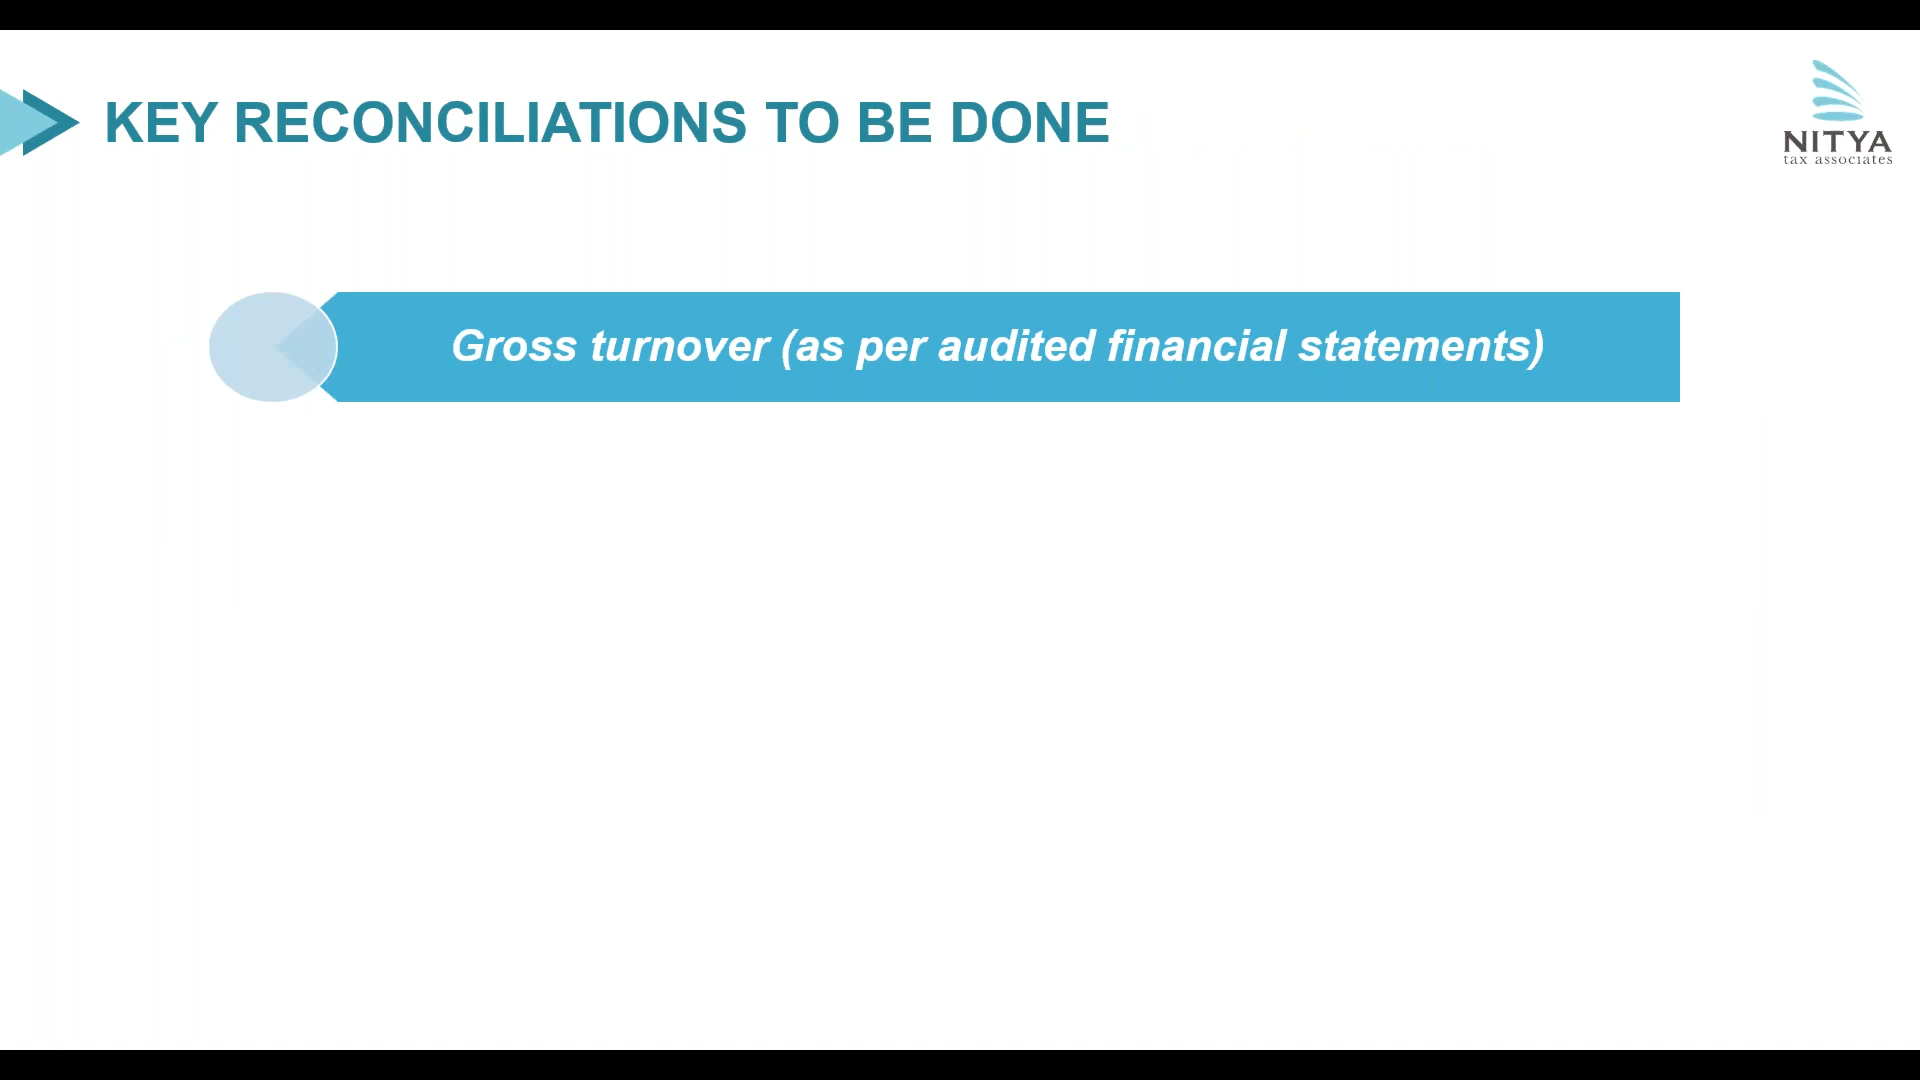 KEY RECONCILIATIONS TO BE DONE
NITYA
tax associates
Gross turnover (as per audited financial statements)